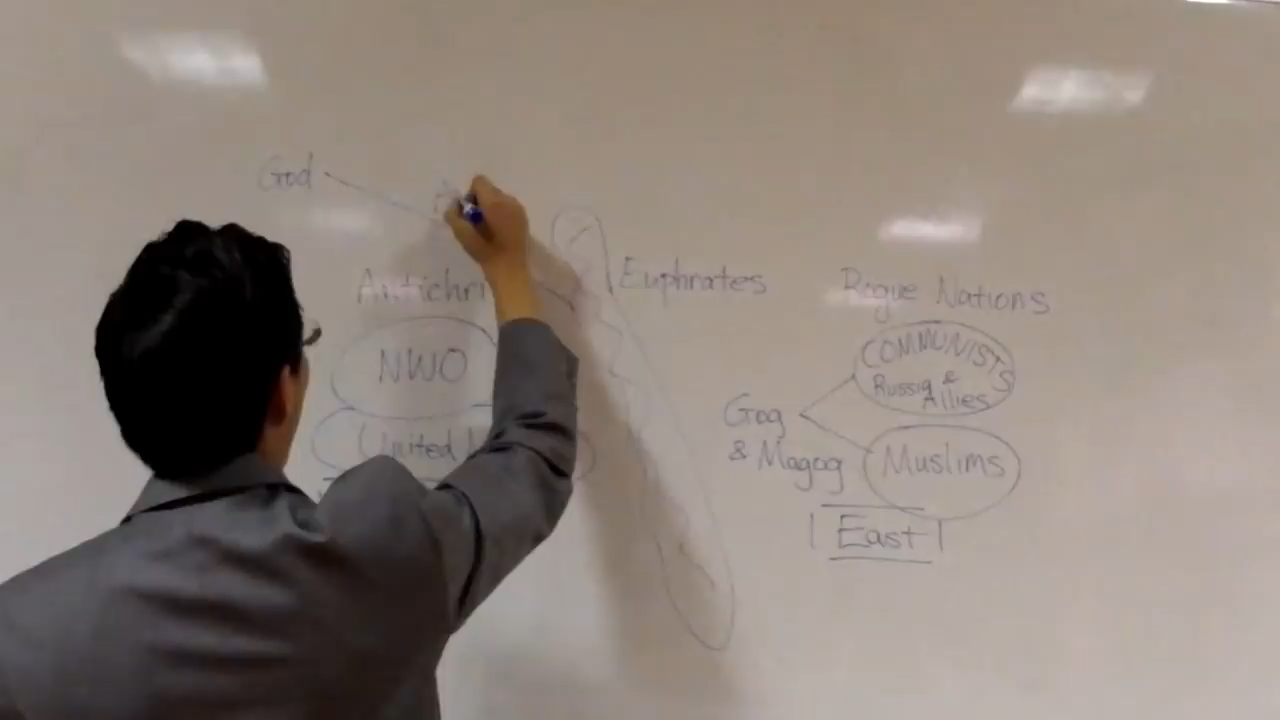 God
Antichri
Euphrates
Rogue Nations
NWO
COMMUNISTS
Russia &
Allies
Gog
& Magog
United
Muslims
East